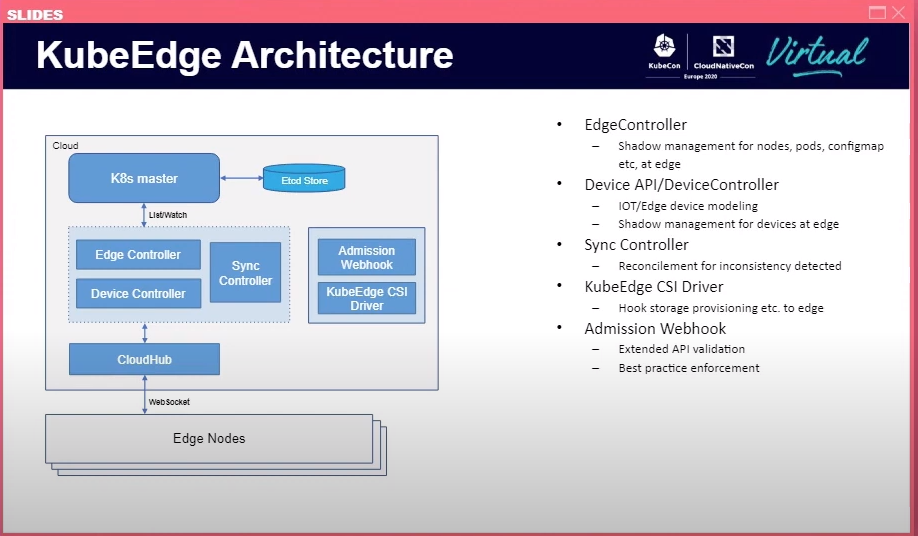 SLIDES
KubeEdge Architecture
KubeCon
CloudNativeCon
Europe 2020
Virtual
Cloud
K8s master
Etcd Store
List/Watch
Edge Controller
Device Controller
Sync
Controller
Admission
Webhook
KubeEdge CSI
Driver
CloudHub
WebSocket
Edge Nodes
• EdgeController
– Shadow management for nodes, pods, configmap
etc, at edge
• Device API/DeviceController
– IOT/Edge device modeling
– Shadow management for devices at edge
• Sync Controller
– Reconcilement for inconsistency detected
• KubeEdge CSI Driver
– Hook storage provisioning etc. to edge
• Admission Webhook
– Extended API validation
– Best practice enforcement